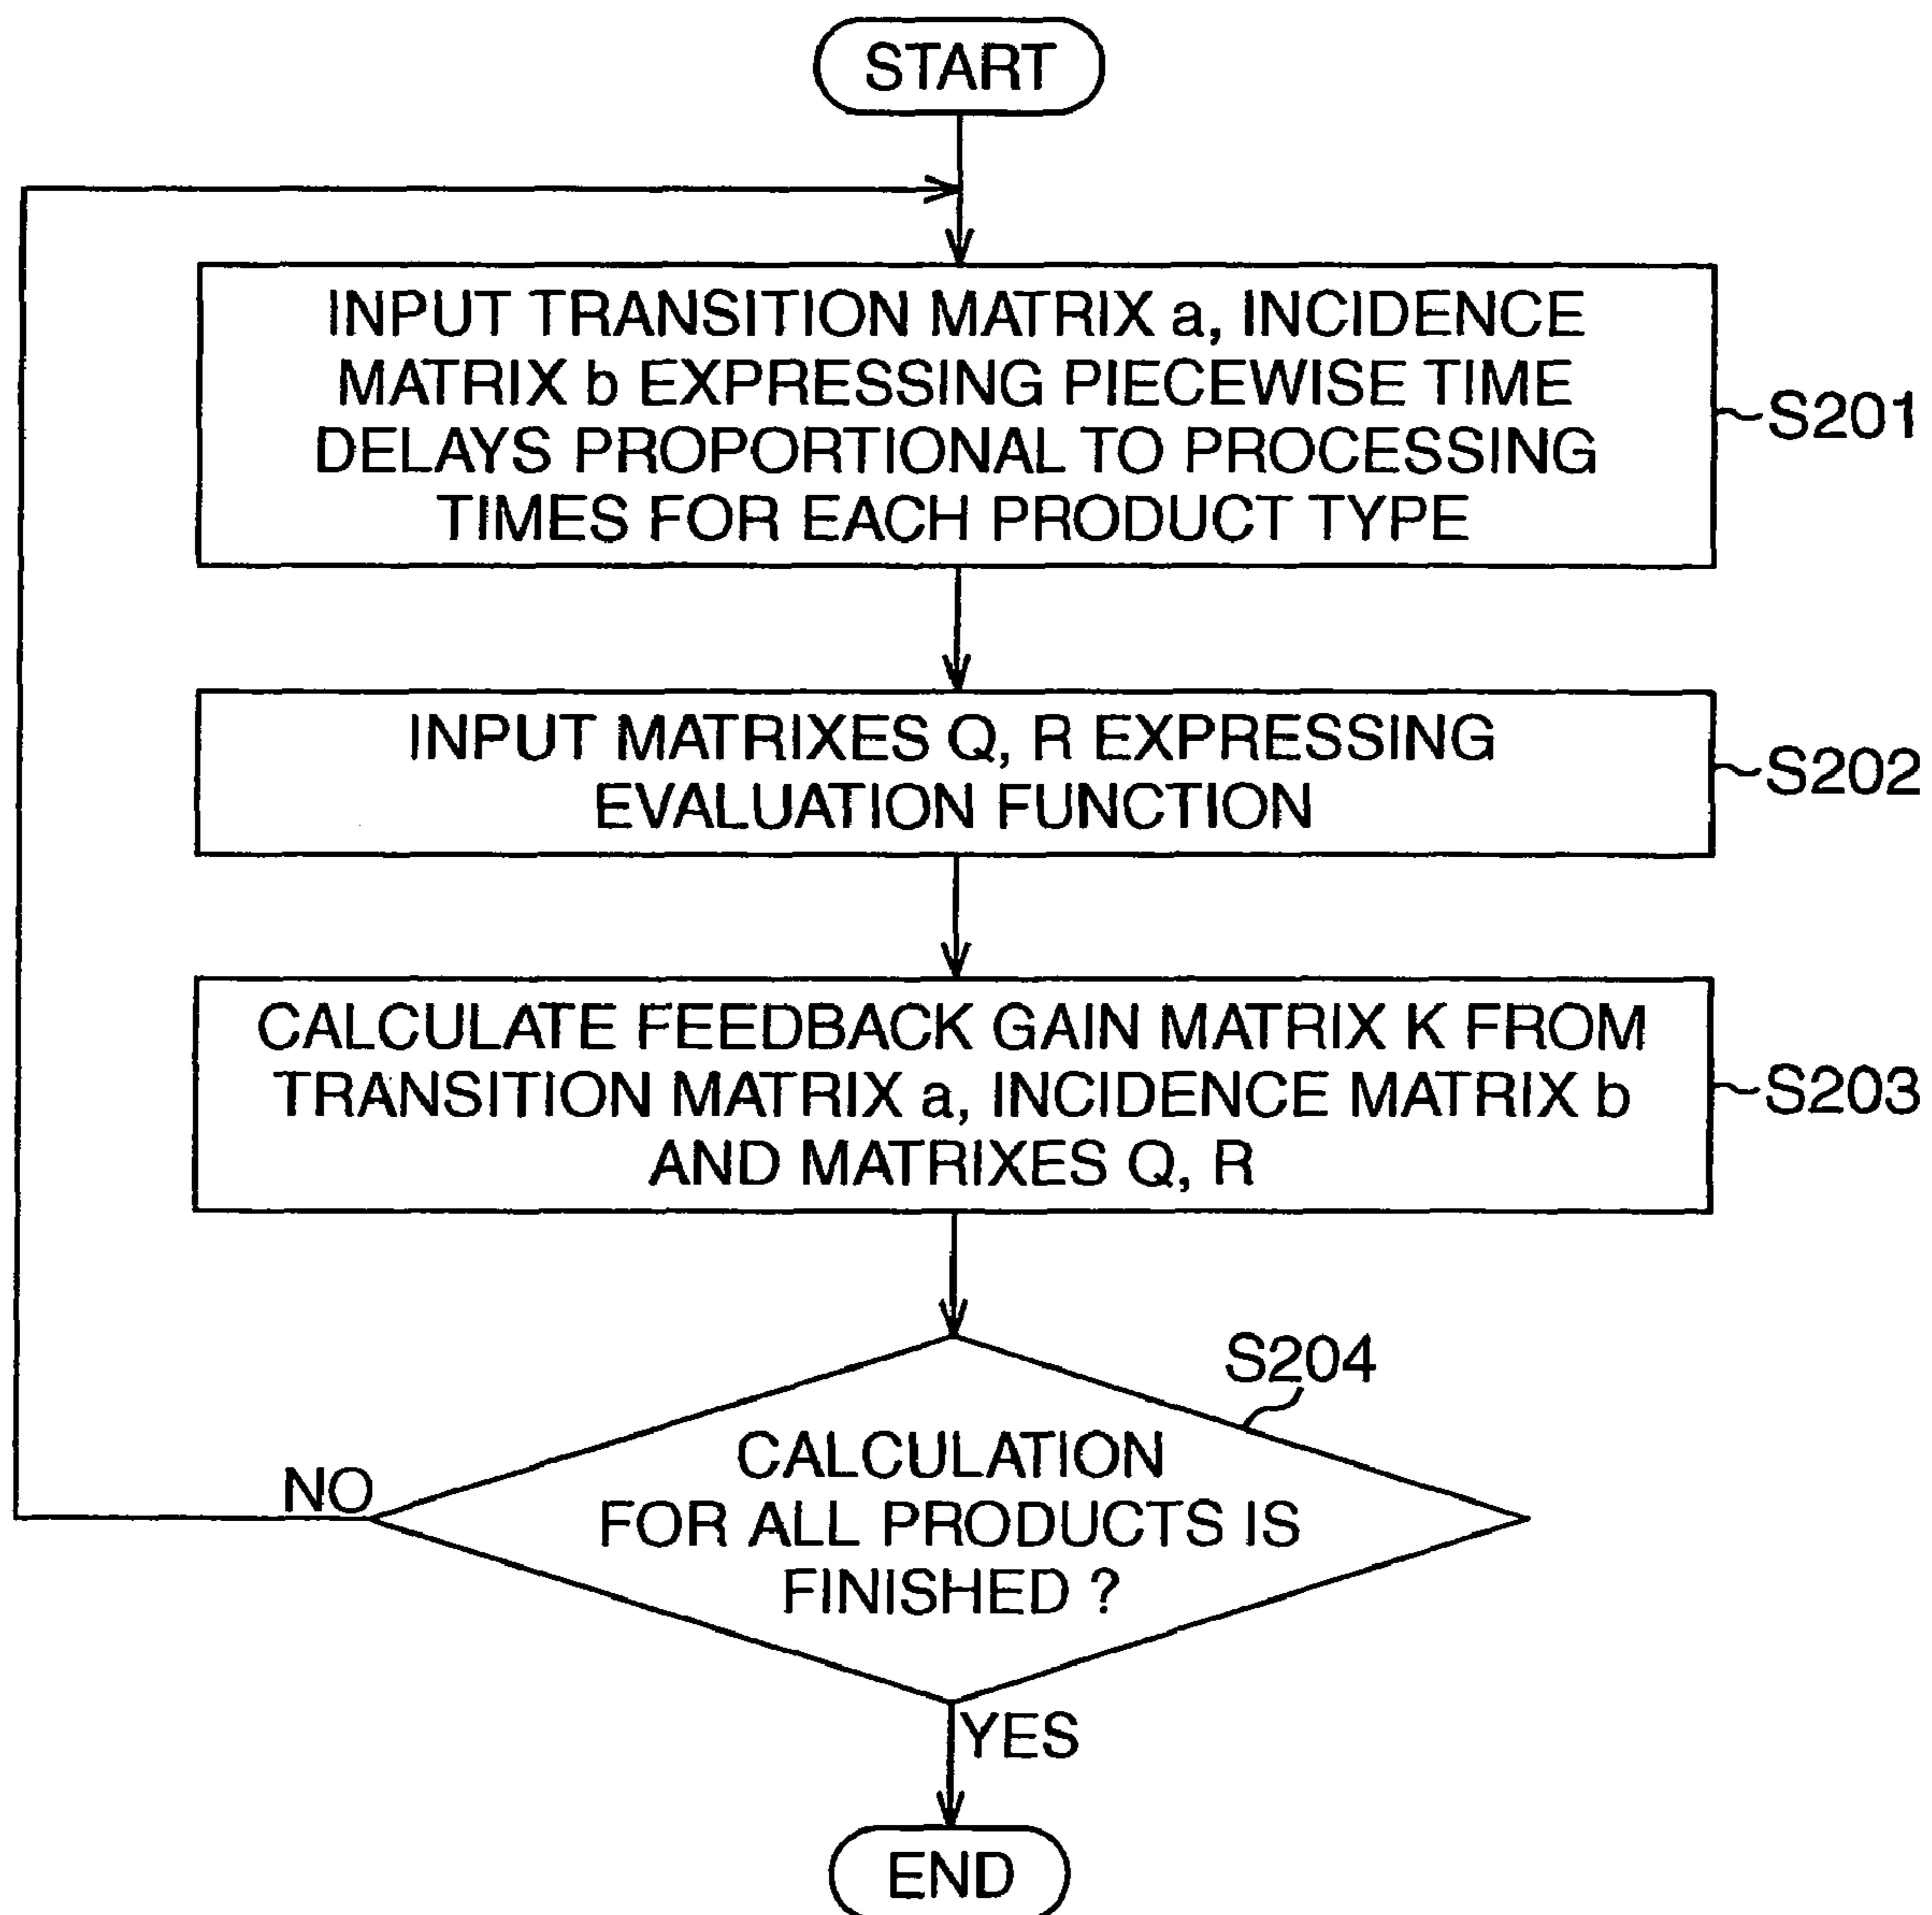 START
INPUT TRANSITION MATRIX a, INCIDENCE
MATRIX b EXPRESSING PIECEWISE TIME
DELAYS PROPORTIONAL TO PROCESSING
TIMES FOR EACH PRODUCT TYPE
S201
INPUT MATRIXES Q, R EXPRESSING
EVALUATION FUNCTION
S202
CALCULATE FEEDBACK GAIN MATRIX K FROM
TRANSITION MATRIX a, INCIDENCE MATRIX b
AND MATRIXES Q, R
S203
S204
CALCULATION
FOR ALL PRODUCTS IS
FINISHED ?
NO
YES
END